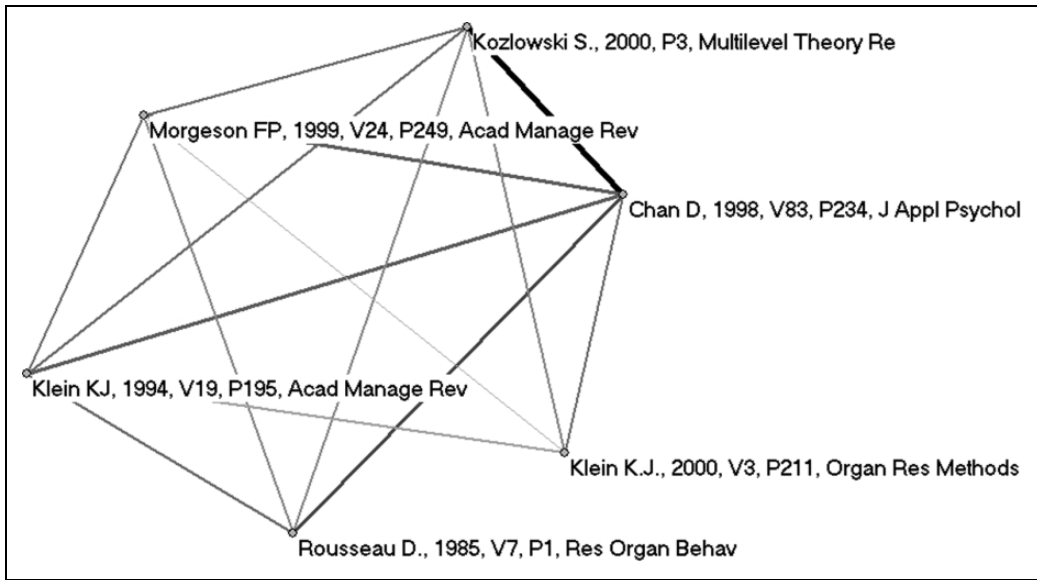 Kozlowski S., 2000, P3, Multilevel Theory Re
Morgeson FP, 1999, V24, P249, Acad Manage Rev
Chan D, 1998, V83, P234, J Appl Psychol
Klein KJ, 1994, V19, P195, Acad Manage Rev
Klein K.J., 2000, V3, P211, Organ Res Methods
Rousseau D., 1985, V7, P1, Res Organ Behav